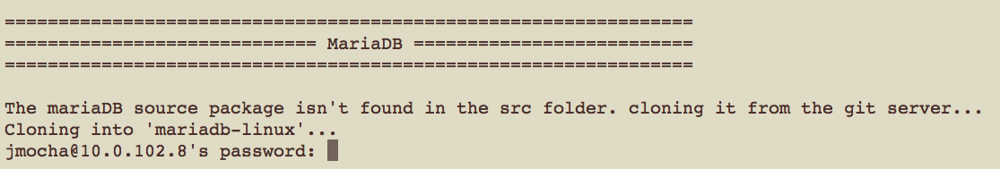 ================================================================
============================= MariaDB ==========================
================================================================
The mariaDB source package isn't found in the src folder. cloning it from the git server...
Cloning into 'mariadb-linux'...
jmocha@10.0.102.8's password: